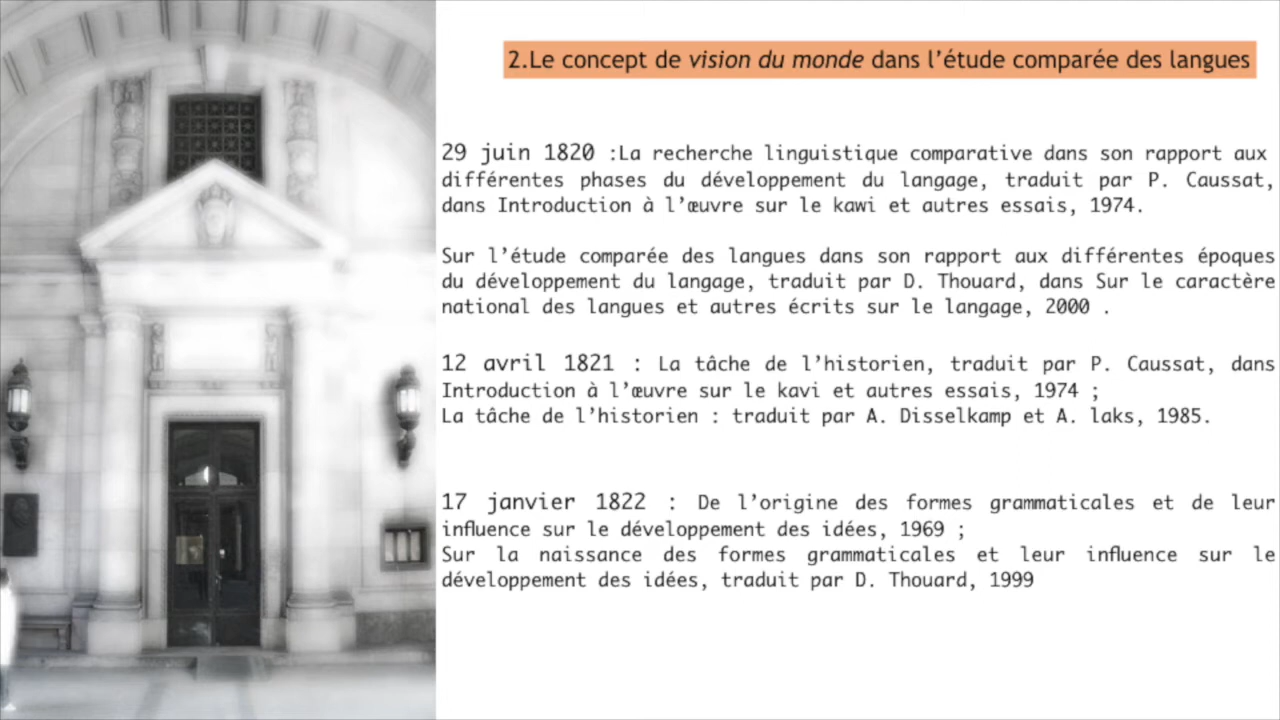 2.Le concept de vision du monde dans l’étude comparée des langues
29 juin 1820 :La recherche linguistique comparative dans son rapport aux
différentes phases du développement du langage, traduit par P. Caussat,
dans Introduction à l’œuvre sur le kawi et autres essais, 1974.
Sur l’étude comparée des langues dans son rapport aux différentes époques
du développement du langage, traduit par D. Thouard, dans Sur le caractère
national des langues et autres écrits sur le langage, 2000 .
12 avril 1821 : La tâche de l’historien, traduit par P. Caussat, dans
Introduction à l’œuvre sur le kavi et autres essais, 1974 ;
La tâche de l’historien : traduit par A. Disselkamp et A. laks, 1985.
17 janvier 1822 : De l’origine des formes grammaticales et de leur
influence sur le développement des idées, 1969 ;
Sur la naissance des formes grammaticales et leur influence sur le
développement des idées, traduit par D. Thouard, 1999